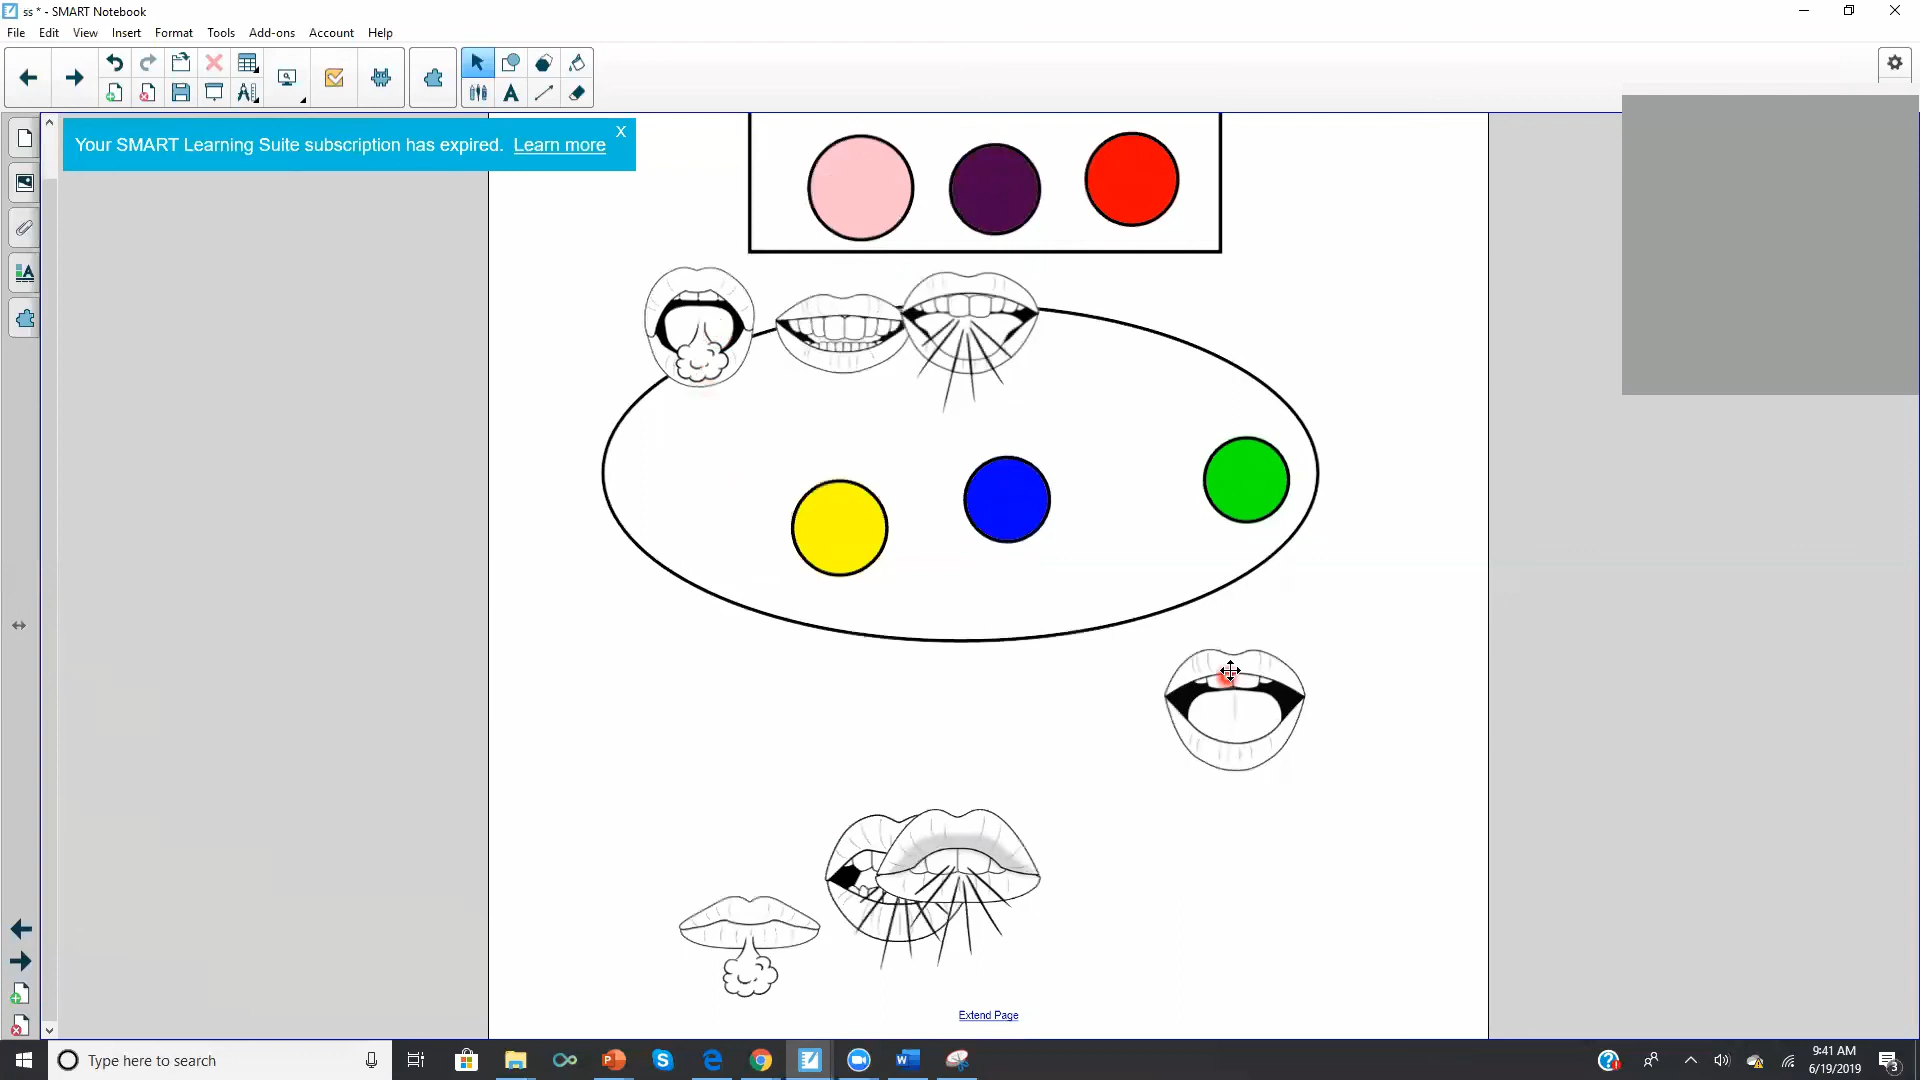 ss * - SMART Notebook
File Edit View Insert Format Tools Add-ons Account Help
Your SMART Learning Suite subscription has expired. Learn more X
Extend Page
Type here to search
9:41 AM
6/19/2019
3